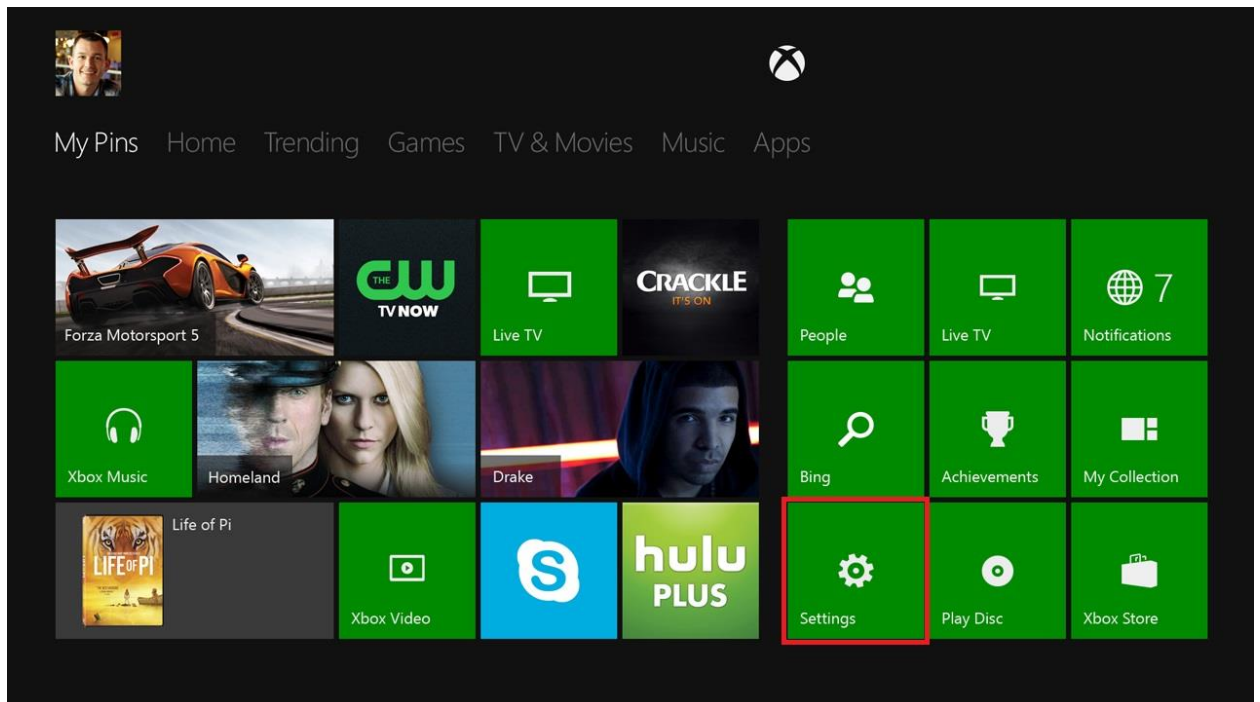 My Pins Home Trending Games TV & Movies Music Apps
Forza Motorsport 5
THE
CW
TV NOW
Live TV
CRACKLE
IT'S ON
People
Live TV
7
Notifications
Xbox Music
Homeland
Drake
Bing
Achievements
My Collection
LIFE OF PI
Life of Pi
Xbox Video
S
hulu
PLUS
Settings
Play Disc
Xbox Store